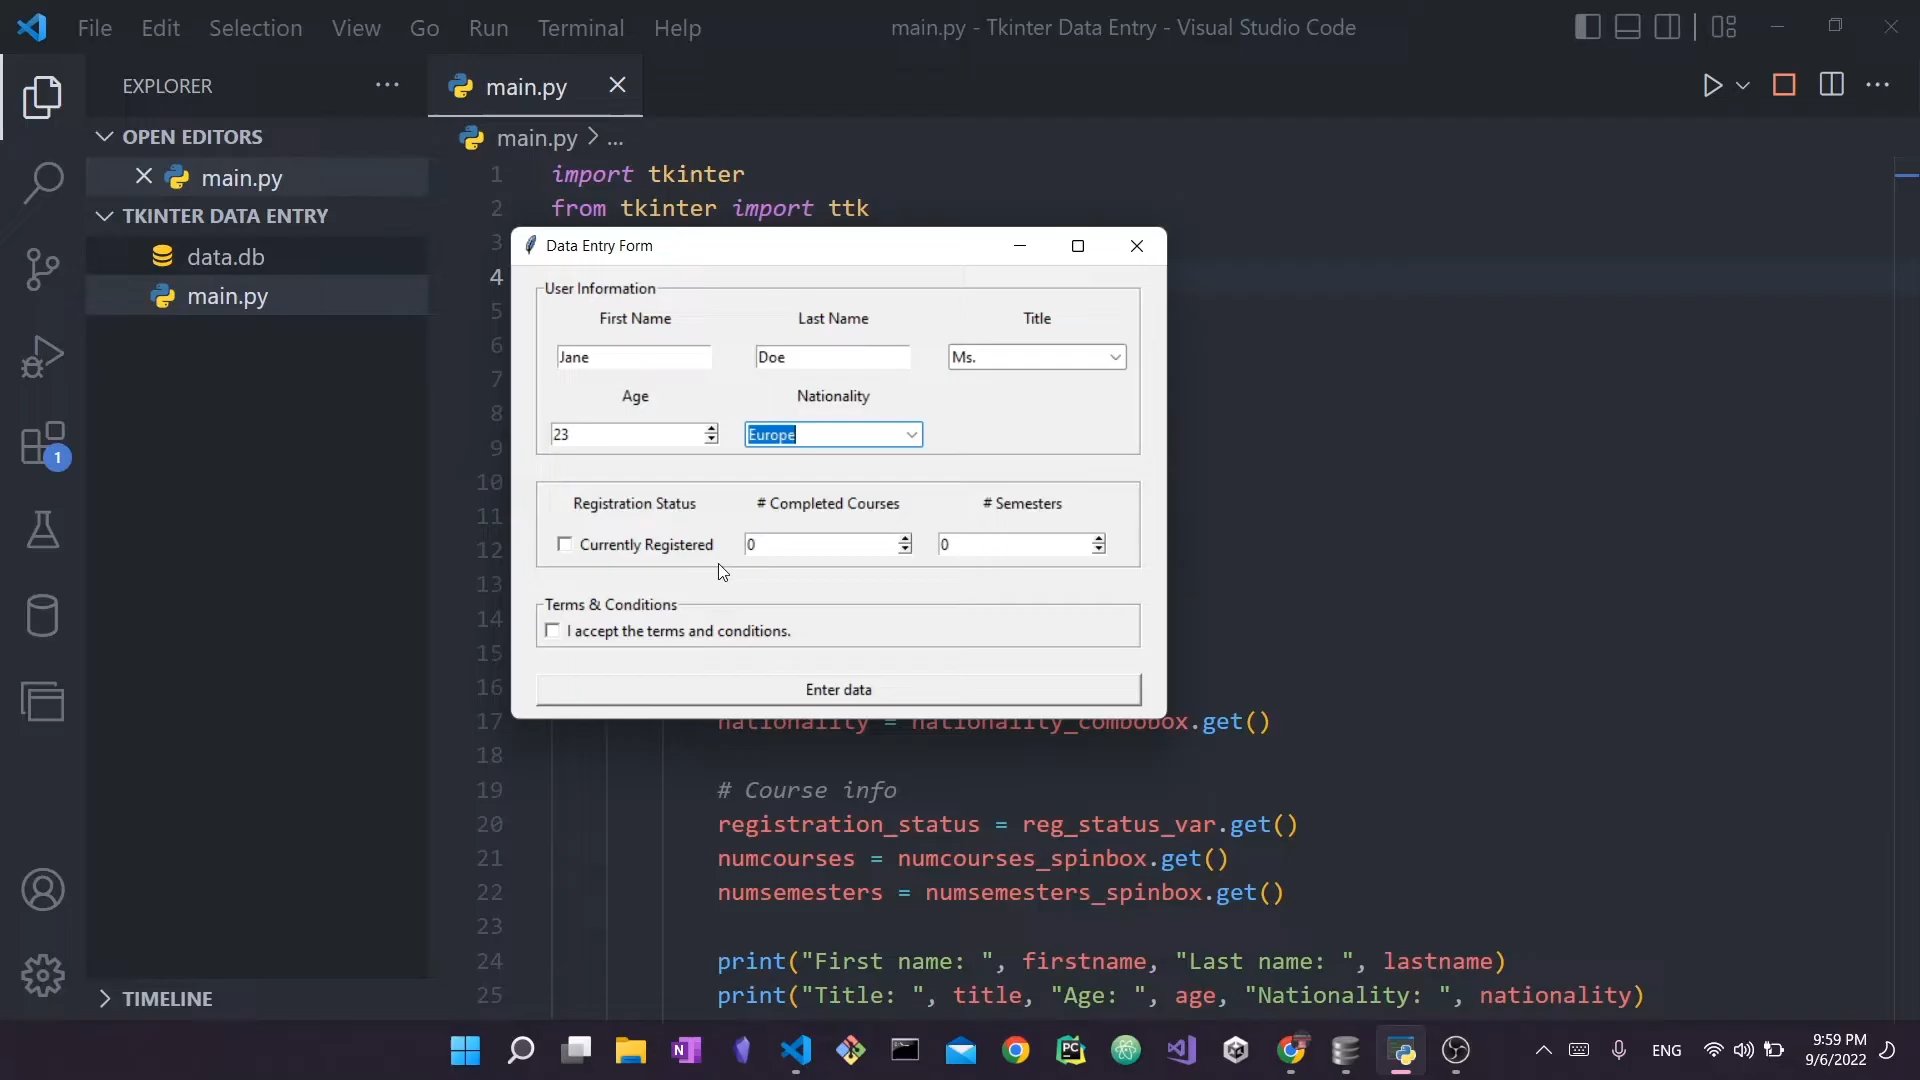 File Edit Selection View Go Run Terminal Help
main.py - Tkinter Data Entry - Visual Studio Code
EXPLORER
OPEN EDITORS
main.py
TKINTER DATA ENTRY
data.db
main.py
TIMELINE
1
main.py
main.py > ...
1 import tkinter
2 from tkinter import ttk
3
4
5
6
7
8
9
10
11
12
13
14
15
16
17 nationality = nationality_combobox.get()
18
19 # Course info
20 registration_status = reg_status_var.get()
21 numcourses = numcourses_spinbox.get()
22 numsemesters = numsemesters_spinbox.get()
23
24 print("First name: ", firstname, "Last name: ", lastname)
25 print("Title: ", title, "Age: ", age, "Nationality: ", nationality)
Data Entry Form
User Information
First Name Last Name Title
Jane Doe Ms.
Age Nationality
23 Europe
Registration Status # Completed Courses # Semesters
Currently Registered 0 0
Terms & Conditions
I accept the terms and conditions.
Enter data
N
PC
ENG
9:59 PM
9/6/2022